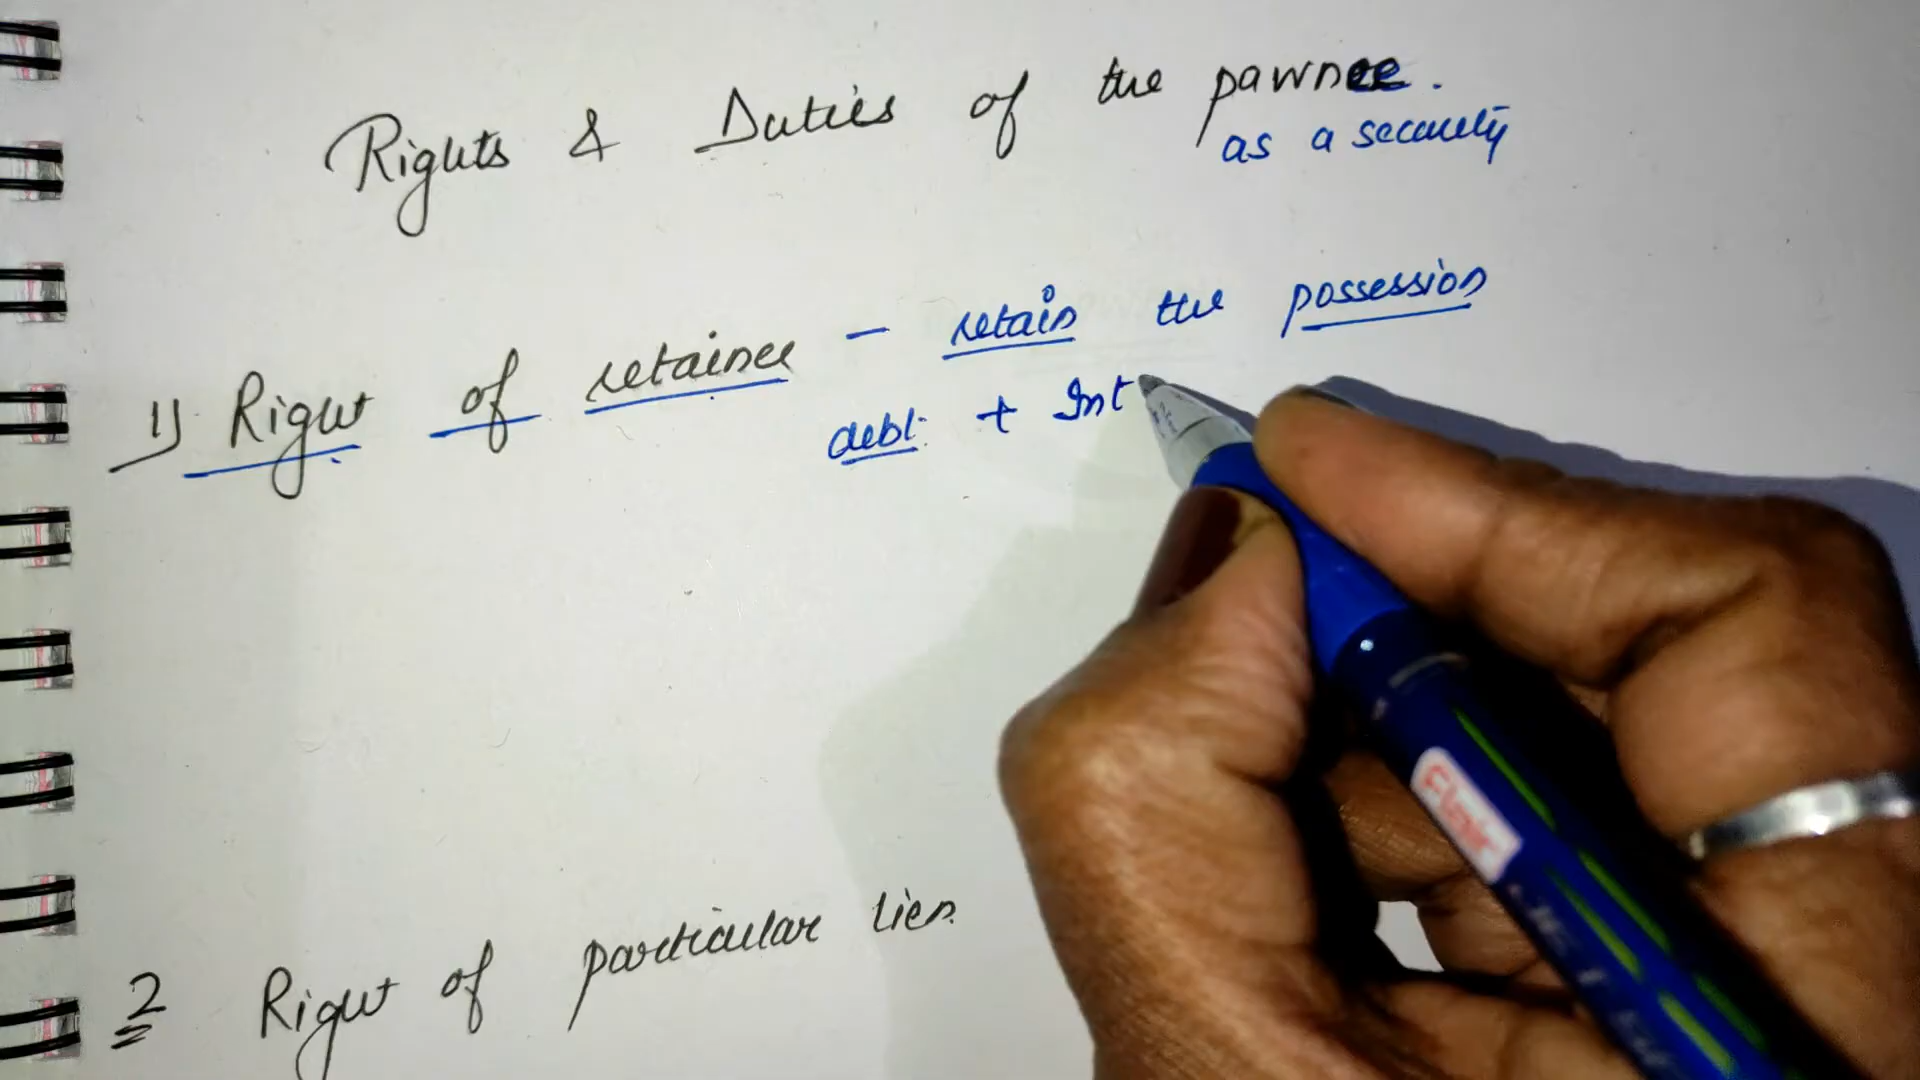 Rights & Duties of the pawnee.
as a security
1) Right of retainer - retain the possession
debt + Int
2 Right of particular lien
Flair